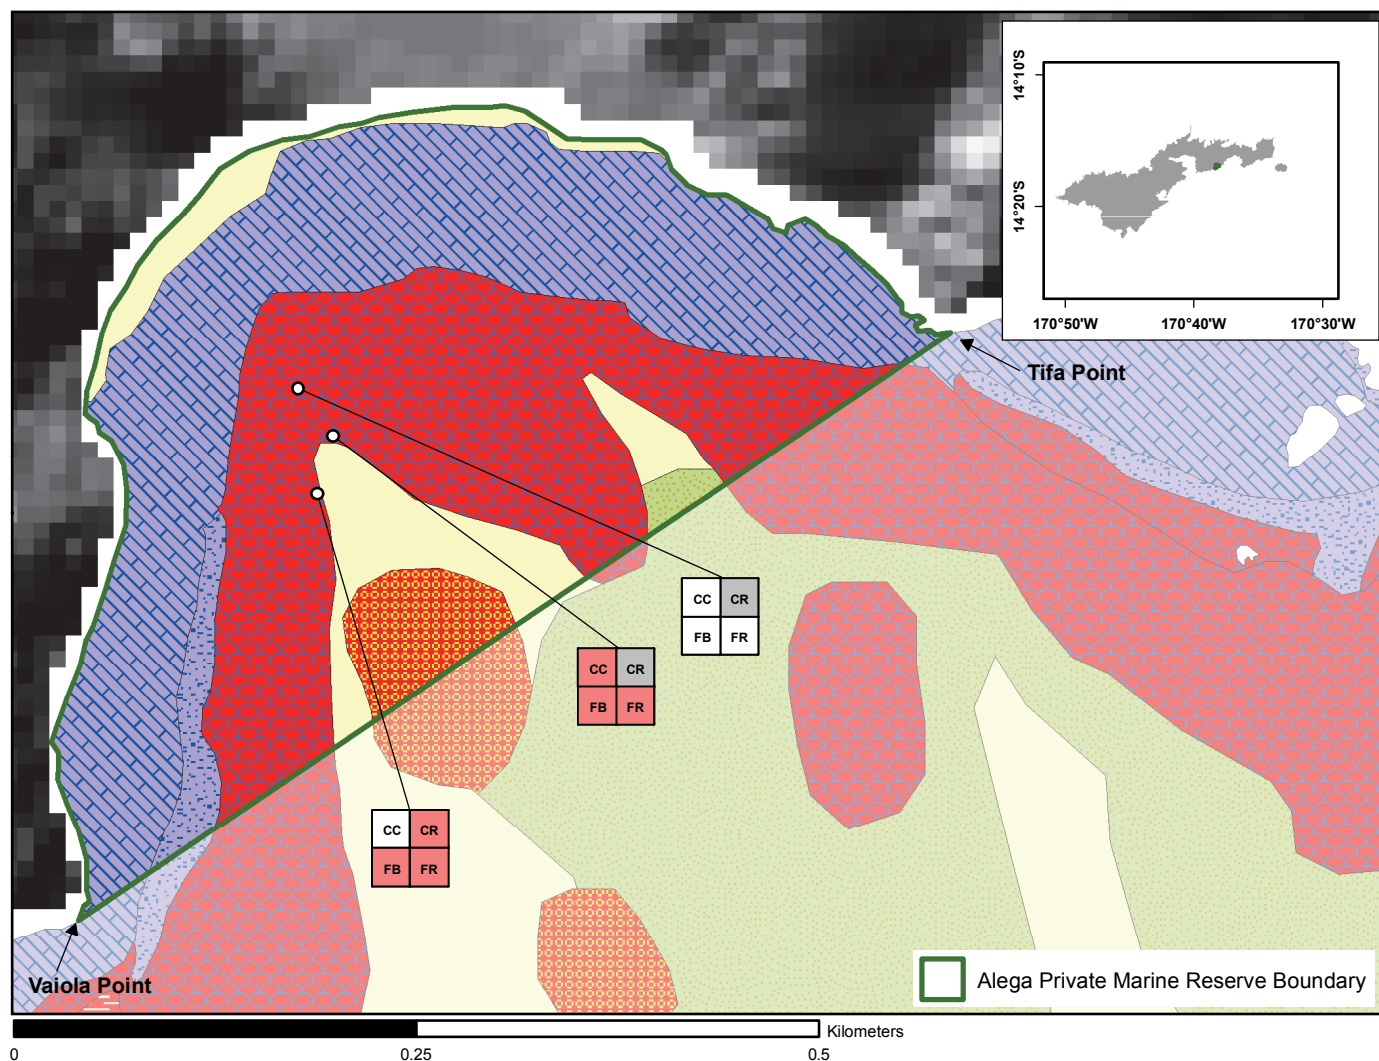 14°10'S
14°20'S
170°50'W 170°40'W 170°30'W
Tifa Point
CC CR
FB FR
CC CR
FB FR
CC CR
FB FR
Vaiola Point
Alega Private Marine Reserve Boundary
Kilometers
0 0.25 0.5